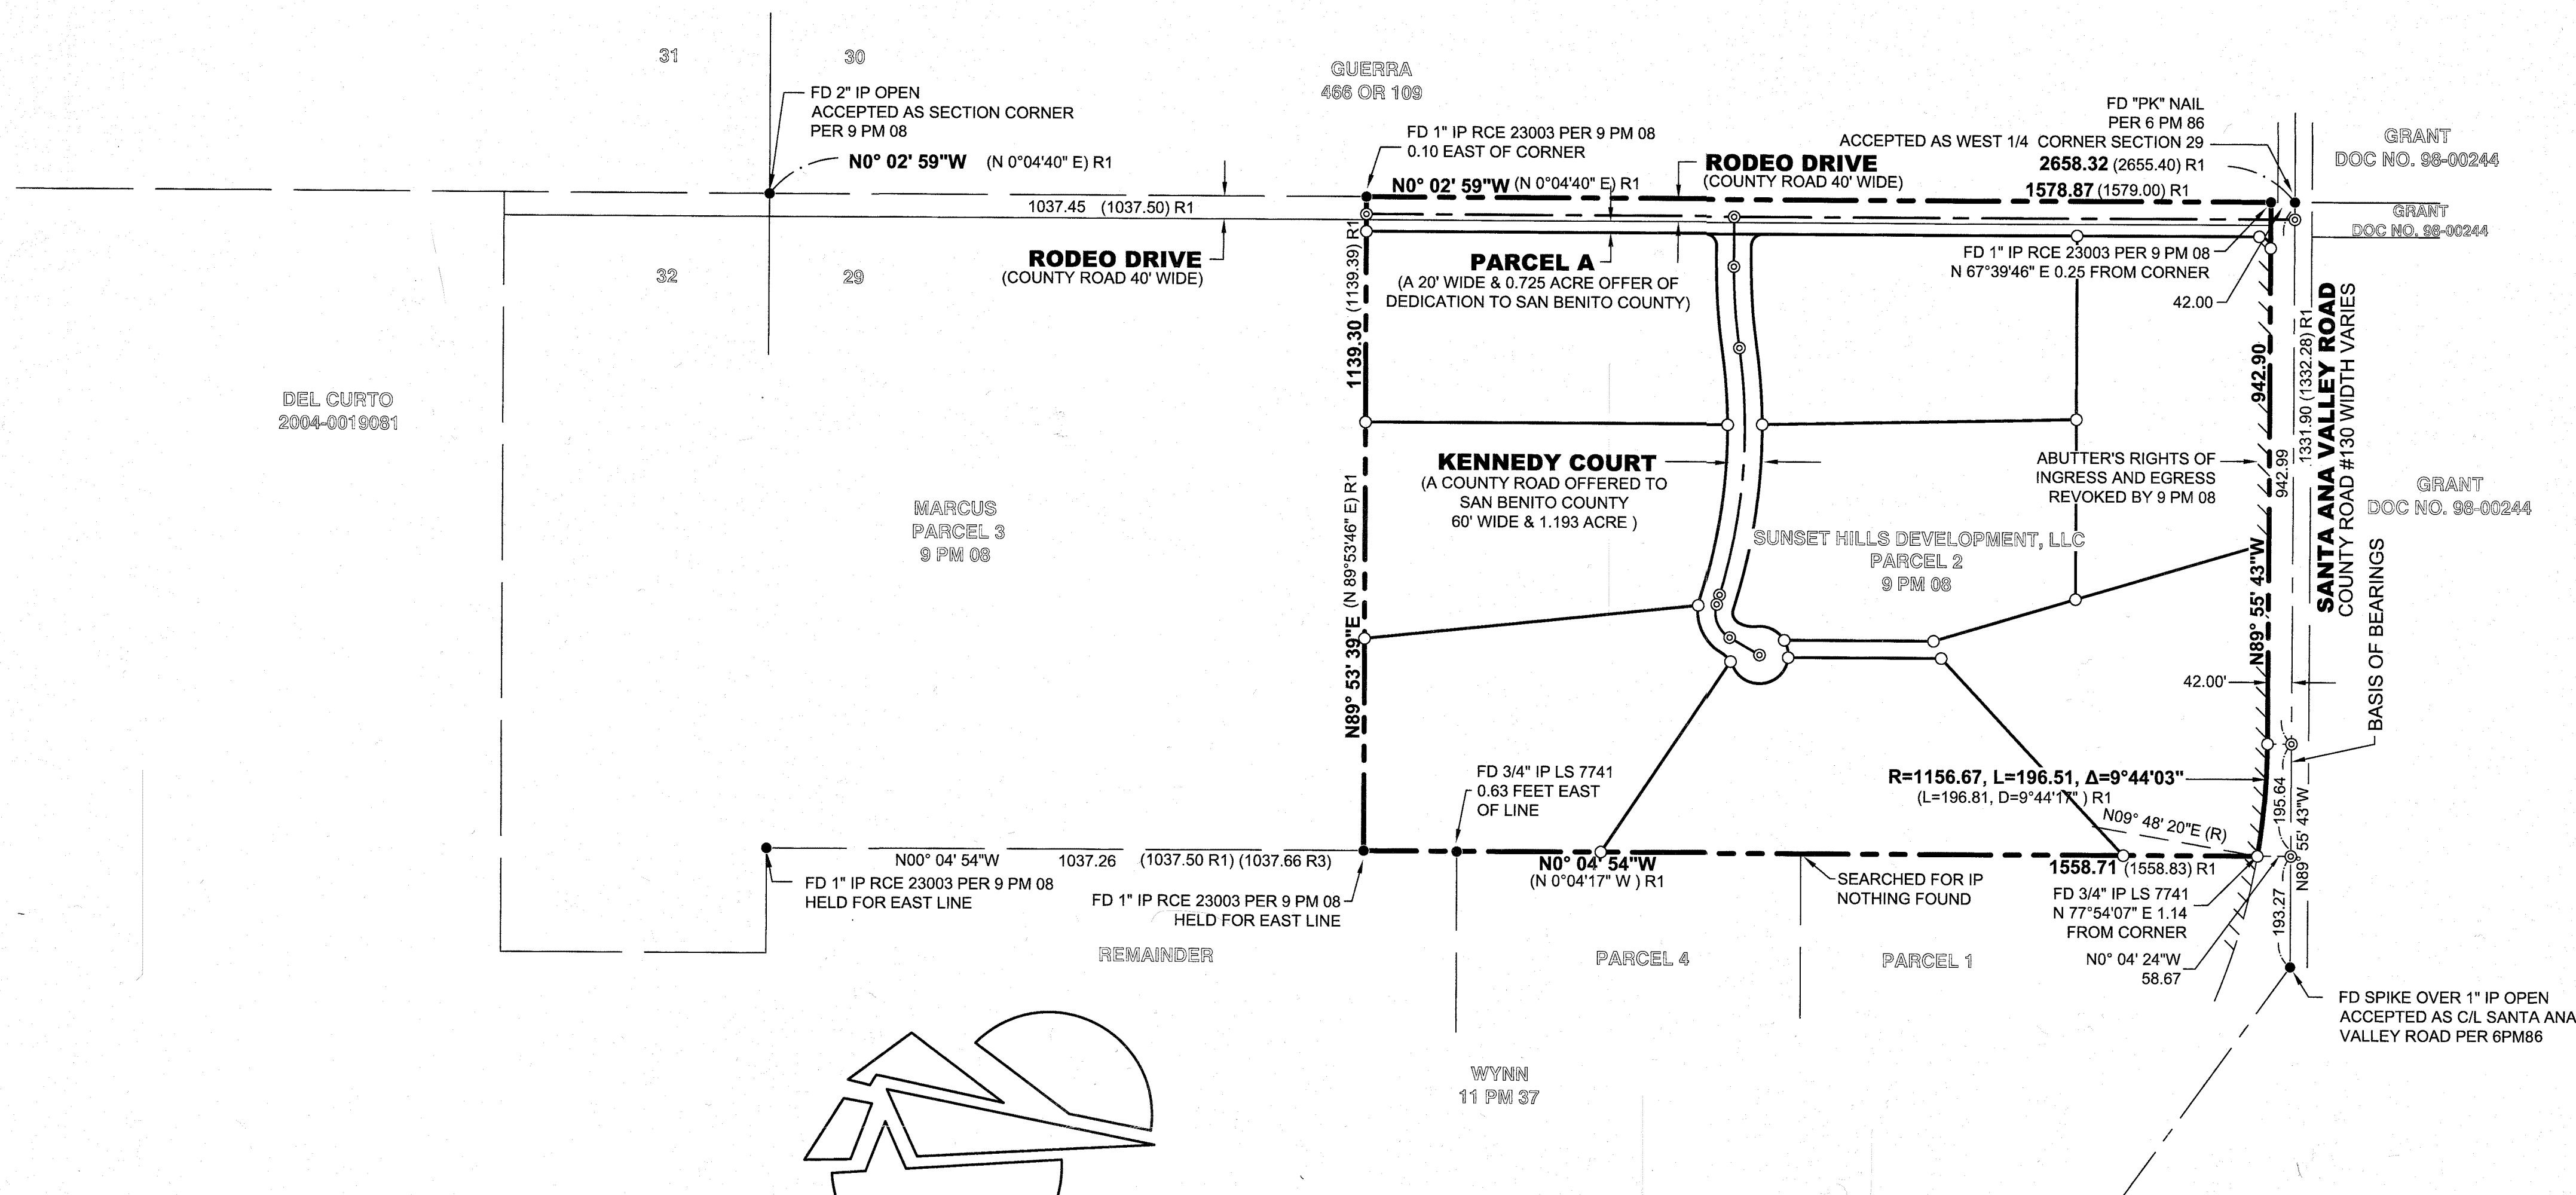 31
30
GUERRA
466 OR 109
FD 2" IP OPEN
ACCEPTED AS SECTION CORNER
PER 9 PM 08
N0° 02' 59"W (N 0°04'40" E) R1
FD 1" IP RCE 23003 PER 9 PM 08
0.10 EAST OF CORNER
N0° 02' 59"W (N 0°04'40" E) R1
RODEO DRIVE
(COUNTY ROAD 40' WIDE)
FD "PK" NAIL
PER 6 PM 86
ACCEPTED AS WEST 1/4 CORNER SECTION 29
2658.32 (2655.40) R1
1578.87 (1579.00) R1
GRANT
DOC NO. 98-00244
GRANT
DOC NO. 98-00244
1037.45 (1037.50) R1
RODEO DRIVE
(COUNTY ROAD 40' WIDE)
32
29
PARCEL A
(A 20' WIDE & 0.725 ACRE OFFER OF
DEDICATION TO SAN BENITO COUNTY)
FD 1" IP RCE 23003 PER 9 PM 08
N 67°39'46" E 0.25 FROM CORNER
42.00
1139.30 (1139.39) R1
N89° 53' 39"E (N 89°53'46" E) R1
DEL CURTO
2004-0019081
MARCUS
PARCEL 3
9 PM 08
KENNEDY COURT
(A COUNTY ROAD OFFERED TO
SAN BENITO COUNTY
60' WIDE & 1.193 ACRE )
SUNSET HILLS DEVELOPMENT, LLC
PARCEL 2
9 PM 08
ABUTTER'S RIGHTS OF
INGRESS AND EGRESS
REVOKED BY 9 PM 08
942.90
N89° 55' 43"W
942.99
1331.90 (1332.28) R1
SANTA ANA VALLEY ROAD
COUNTY ROAD #130 WIDTH VARIES
GRANT
DOC NO. 98-00244
BASIS OF BEARINGS
42.00'
FD 3/4" IP LS 7741
0.63 FEET EAST
OF LINE
R=1156.67, L=196.51, Δ=9°44'03"
(L=196.81, D=9°44'17" ) R1
N09° 48' 20"E (R)
195.64
N89° 55' 43"W
193.27
N00° 04' 54"W 1037.26 (1037.50 R1) (1037.66 R3)
FD 1" IP RCE 23003 PER 9 PM 08
HELD FOR EAST LINE
FD 1" IP RCE 23003 PER 9 PM 08
HELD FOR EAST LINE
N0° 04' 54"W
(N 0°04'17" W ) R1
SEARCHED FOR IP
NOTHING FOUND
1558.71 (1558.83) R1
FD 3/4" IP LS 7741
N 77°54'07" E 1.14
FROM CORNER
N0° 04' 24"W
58.67
REMAINDER
PARCEL 4
PARCEL 1
FD SPIKE OVER 1" IP OPEN
ACCEPTED AS C/L SANTA ANA
VALLEY ROAD PER 6PM86
WYNN
11 PM 37